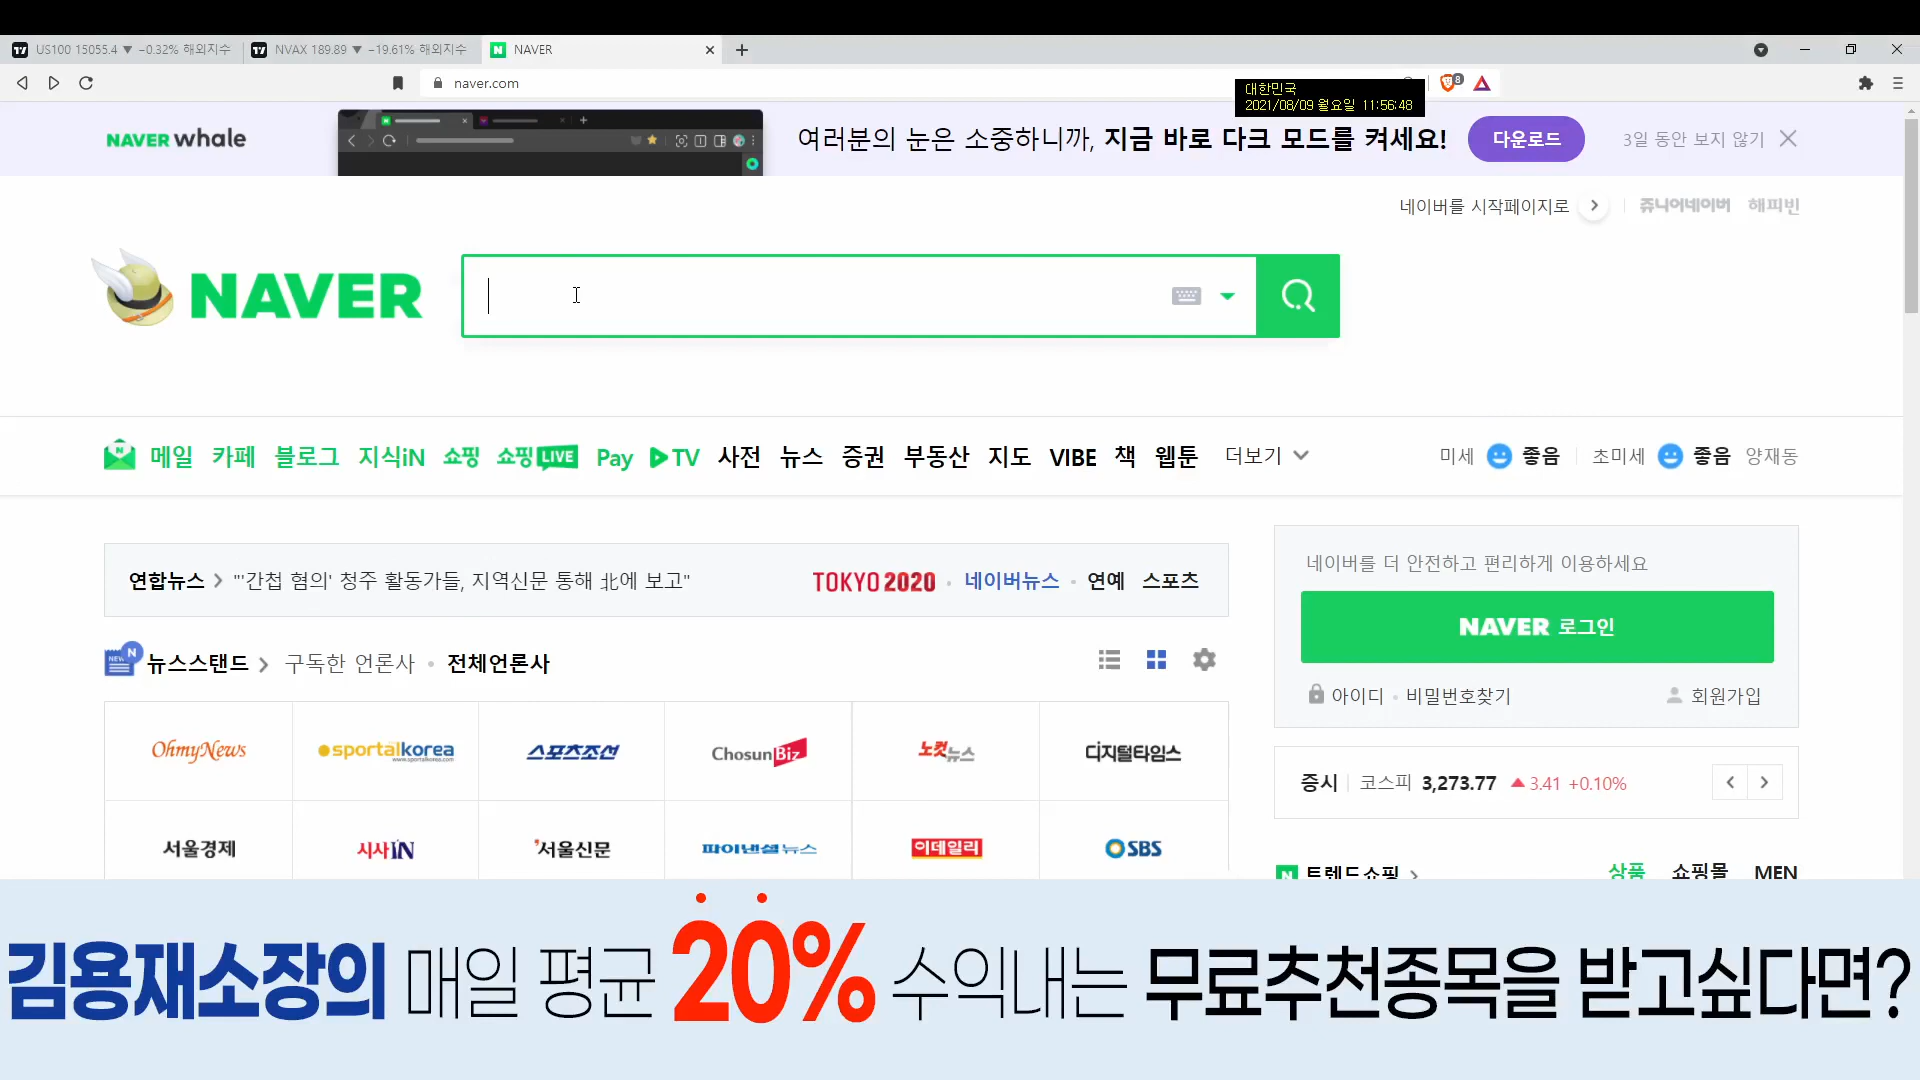 US100 15055.4 ▼ −0.32% 해외지수
NVAX 189.89 ▼ −19.61% 해외지수
NAVER
naver.com
8
대한민국
2021/08/09 월요일 11:56:48
NAVER whale
여러분의 눈은 소중하니까, 지금 바로 다크 모드를 켜세요!
다운로드
3일 동안 보지 않기
네이버를 시작페이지로
쥬니어네이버 해피빈
NAVER
메일 카페 블로그 지식iN 쇼핑 쇼핑LIVE Pay TV 사전 뉴스 증권 부동산 지도 VIBE 책 웹툰 더보기
미세 좋음 초미세 좋음 양재동
연합뉴스 > "'간첩 혐의' 청주 활동가들, 지역신문 통해 北에 보고"
TOKYO 2020 · 네이버뉴스 · 연예 스포츠
네이버를 더 안전하고 편리하게 이용하세요
NAVER 로그인
아이디 · 비밀번호찾기
회원가입
뉴스스탠드 > 구독한 언론사 · 전체언론사
OhmyNews
sportalkorea
www.sportalkorea.com
스포츠조선
ChosunBiz
노컷뉴스
디지털타임스
증시 코스피 3,273.77 ▲ 3.41 +0.10%
서울경제
시사IN
서울신문
파이낸셜뉴스
이데일리
SBS
트렌드쇼핑 >
상품 쇼핑몰 MEN
김용재소장의 매일 평균 20% 수익내는 무료추천종목을 받고싶다면?